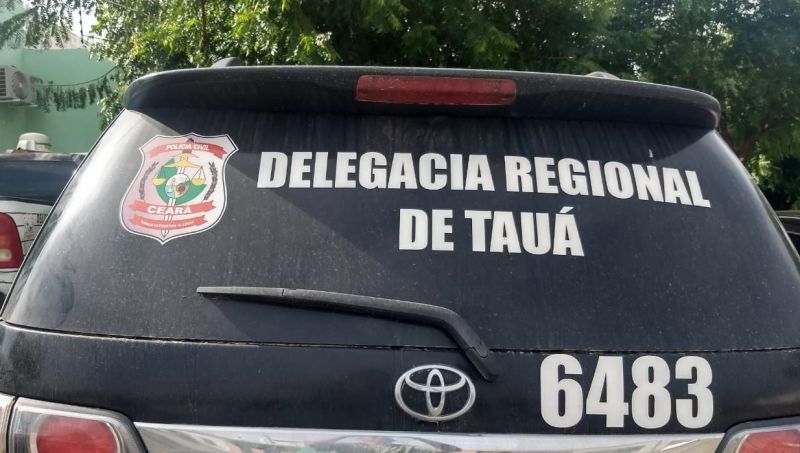 POLÍCIA CIVIL
CEARÁ
DELEGACIA REGIONAL
DE TAUÁ
6483